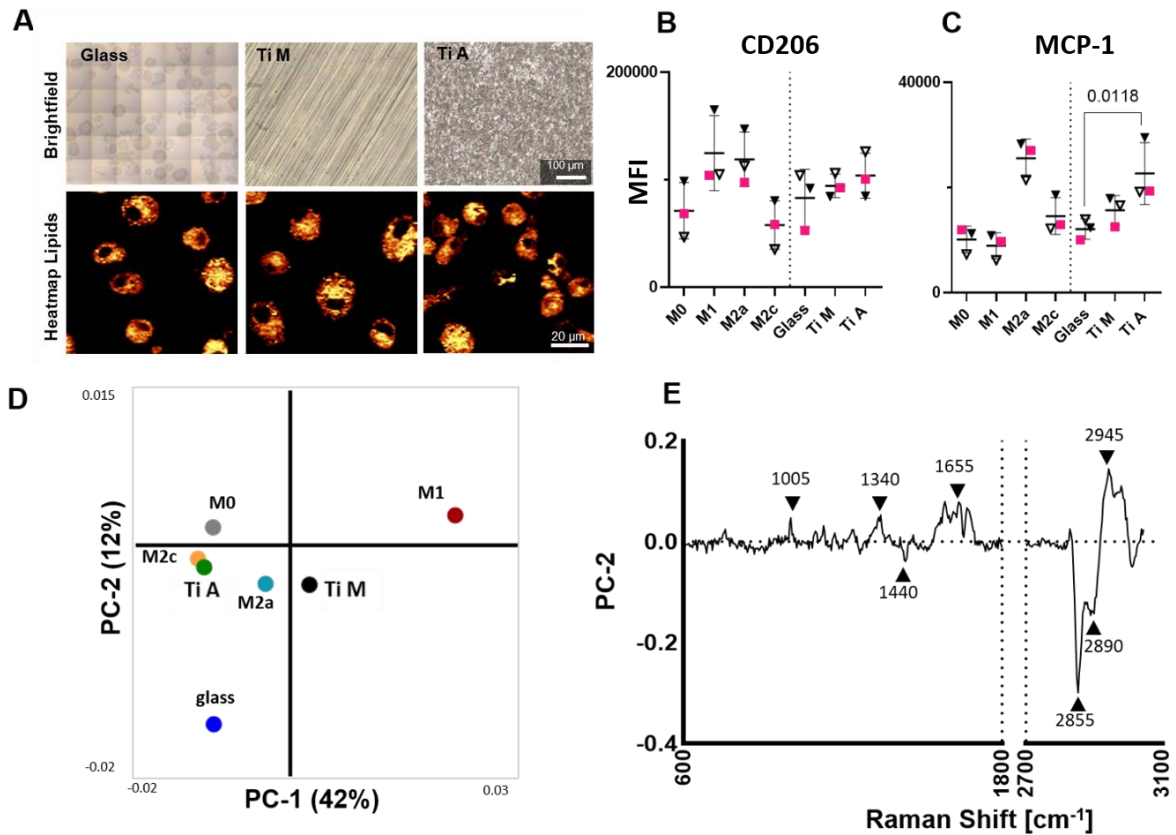 A
Glass
Ti M
Ti A
Brightfield
100 µm
Heatmap Lipids
20 µm
B
CD206
200000
100000
0
MFI
M0
M1
M2a
M2c
Glass
Ti M
Ti A
C
MCP-1
40000
0
0.0118
M0
M1
M2a
M2c
Glass
Ti M
Ti A
D
0.015
M0
M1
M2c
Ti A
M2a
Ti M
glass
PC-2 (12%)
-0.02
-0.02
0.03
PC-1 (42%)
E
0.2
0.0
-0.2
-0.4
PC-2
1005
1340
1655
2945
1440
2890
2855
600
1800
2700
3100
Raman Shift [cm⁻¹]